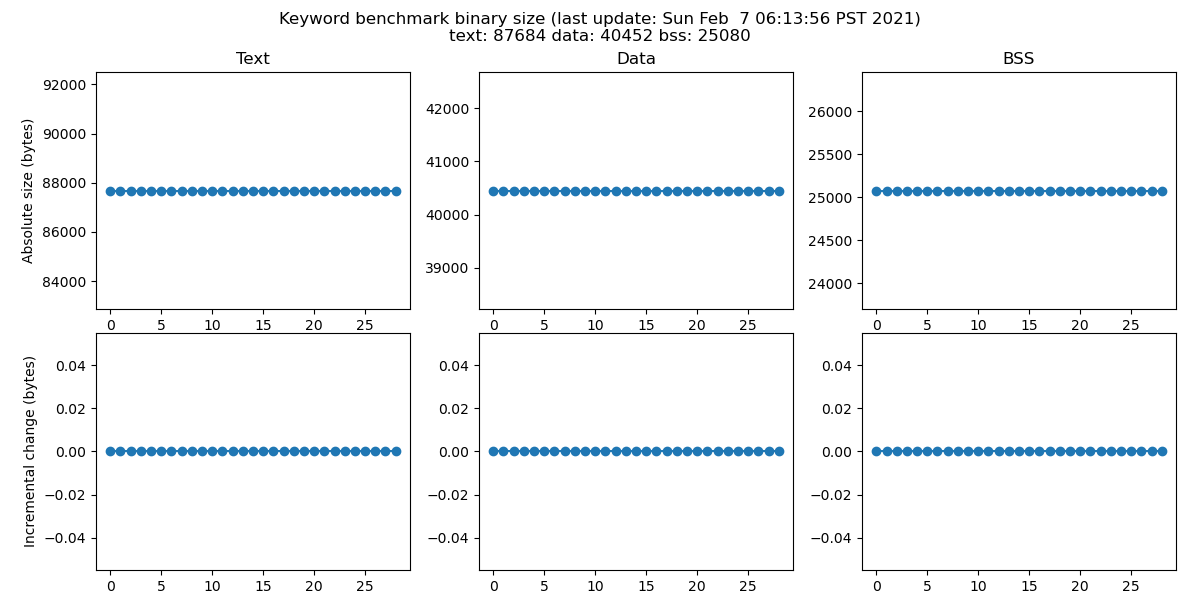 Keyword benchmark binary size (last update: Sun Feb  7 06:13:56 PST 2021)
text: 87684 data: 40452 bss: 25080
Text
Data
BSS
Absolute size (bytes)
92000
90000
88000
86000
84000
0 5 10 15 20 25
42000
41000
40000
39000
0 5 10 15 20 25
26000
25500
25000
24500
24000
0 5 10 15 20 25
Incremental change (bytes)
0.04
0.02
0.00
−0.02
−0.04
0 5 10 15 20 25
0.04
0.02
0.00
−0.02
−0.04
0 5 10 15 20 25
0.04
0.02
0.00
−0.02
−0.04
0 5 10 15 20 25